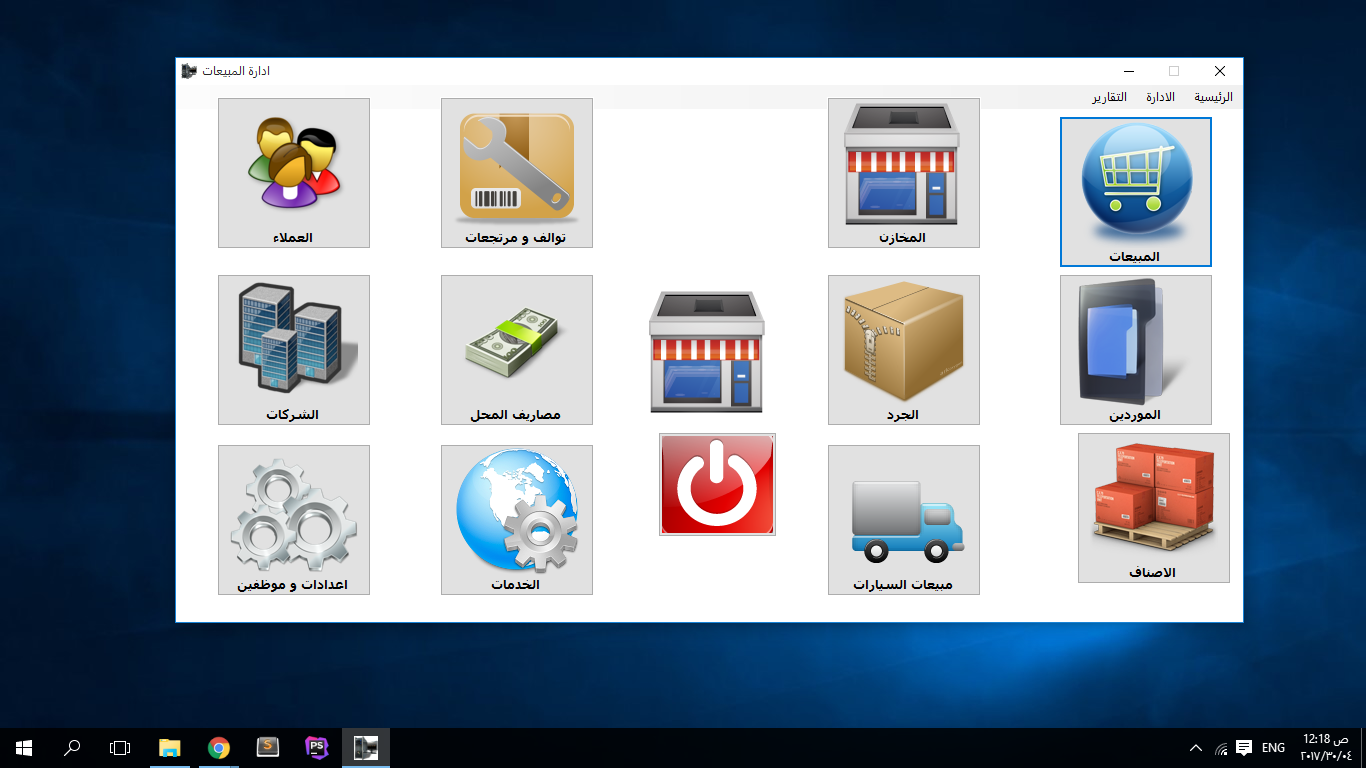 ادارة المبيعات
الرئيسية
الادارة
التقارير
المبيعات
المخازن
توالف و مرتجعات
العملاء
الموردين
الجرد
مصاريف المحل
الشركات
الاصناف
مبيعات السيارات
الخدمات
اعدادات و موظفين
S
PS
ENG
12:18 ص
٢٠١٧/٣٠/٠٤